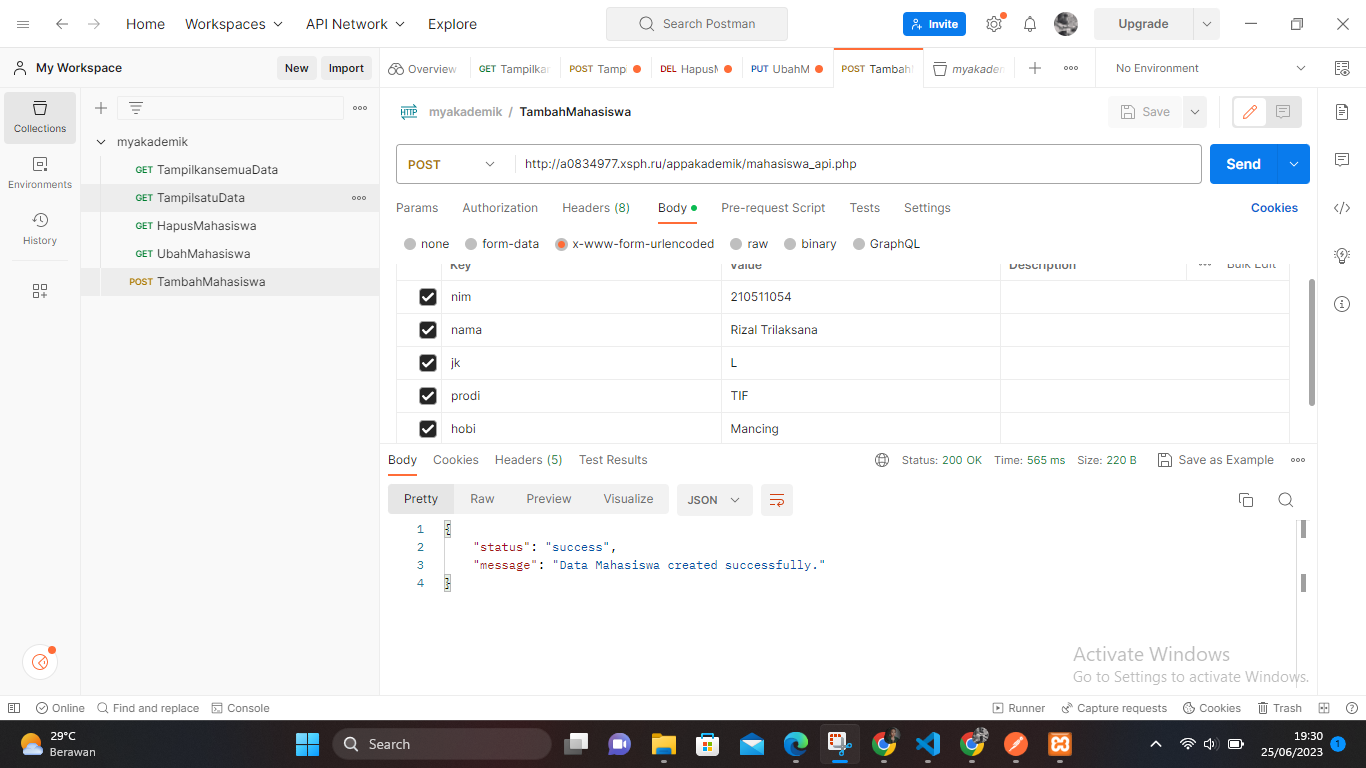 Home Workspaces API Network Explore Search Postman Invite Upgrade
My Workspace New Import Overview GET Tampilkan POST Tamp DEL HapusM PUT UbahM POST TambahM myakadem No Environment
Collections
Environments
History
myakademik
GET TampilkansemuaData
GET TampilsatuData
GET HapusMahasiswa
GET UbahMahasiswa
POST TambahMahasiswa
HTTP myakademik / TambahMahasiswa Save
POST http://a0834977.xsph.ru/appakademik/mahasiswa_api.php Send
Params Authorization Headers (8) Body Pre-request Script Tests Settings Cookies
none form-data x-www-form-urlencoded raw binary GraphQL
Key Value Description Bulk Edit
nim 210511054
nama Rizal Trilaksana
jk L
prodi TIF
hobi Mancing
Body Cookies Headers (5) Test Results Status: 200 OK Time: 565 ms Size: 220 B Save as Example
Pretty Raw Preview Visualize JSON
1 {
2 "status": "success",
3 "message": "Data Mahasiswa created successfully."
4 }
Activate Windows
Go to Settings to activate Windows.
Online Find and replace Console Runner Capture requests Cookies Trash
29°C
Berawan
Search
19:30
25/06/2023
1